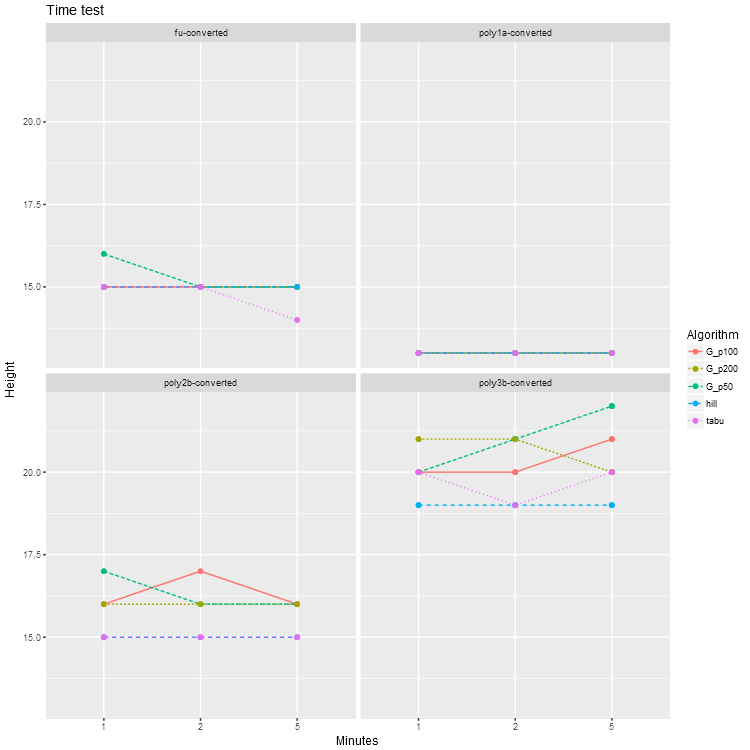 Time test
fu-converted
poly1a-converted
20.0
17.5
15.0
Height
poly2b-converted
poly3b-converted
20.0
17.5
15.0
1
2
5
1
2
5
Minutes
Algorithm
G_p100
G_p200
G_p50
hill
tabu